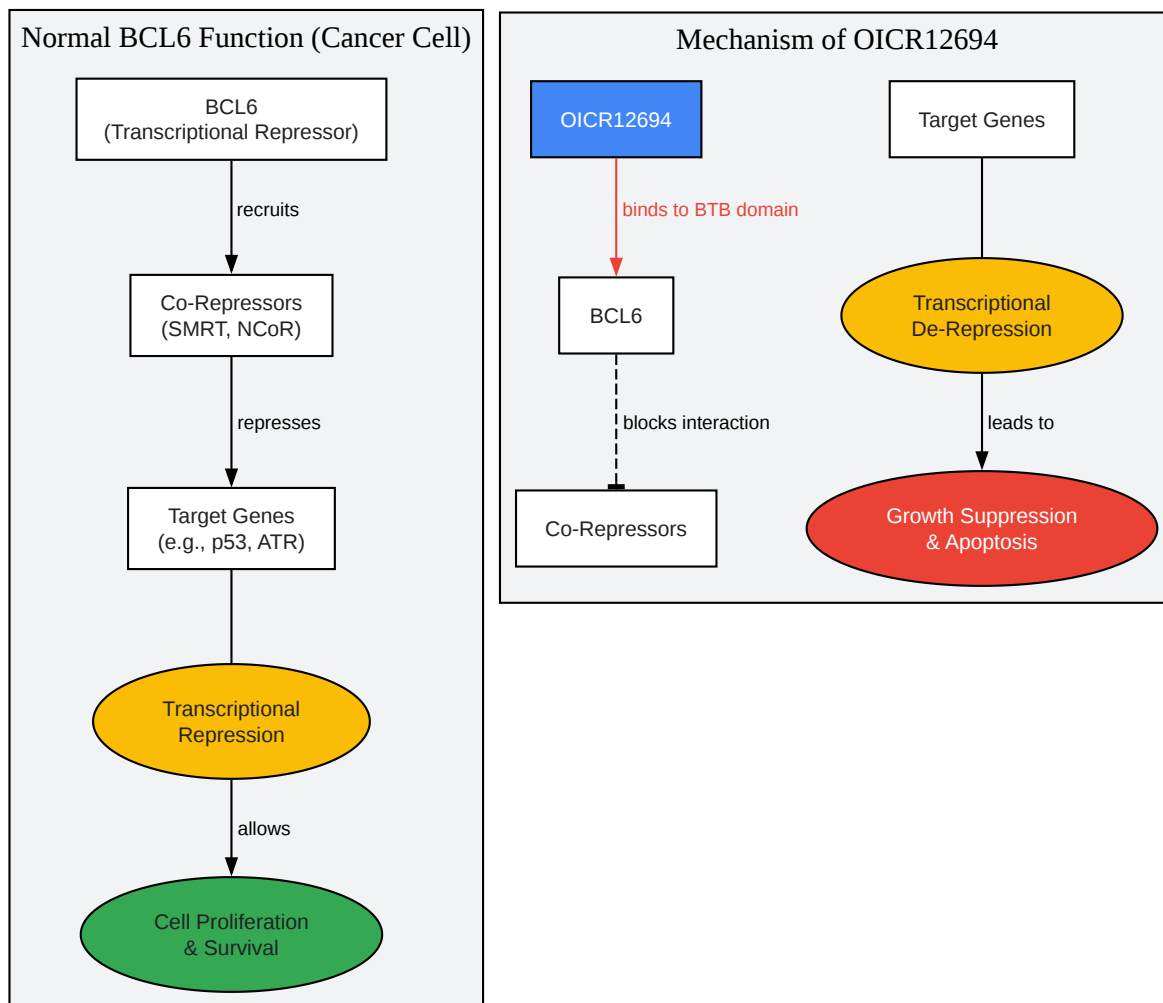 Normal BCL6 Function (Cancer Cell)
BCL6
(Transcriptional Repressor)
recruits
Co-Repressors
(SMRT, NCoR)
represses
Target Genes
(e.g., p53, ATR)
Transcriptional
Repression
allows
Cell Proliferation
& Survival
Mechanism of OICR12694
OICR12694
binds to BTB domain
BCL6
blocks interaction
Co-Repressors
Target Genes
Transcriptional
De-Repression
leads to
Growth Suppression
& Apoptosis